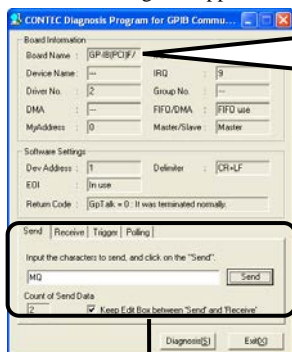 CONTEC Diagnosis Program for GPIB Commu...
Board Information
Board Name : GP-IB(PCI)F/
Device Name : --
IRQ : 9
Driver No. : 2
Group No. : --
DMA : --
FIFO/DMA : FIFO use
MyAddress : 0
Master/Slave : Master
Software Settings
Dev Address : 1
Delimiter : CR+LF
EOI : In use
Return Code : GpTalk = 0 : It was terminated normally.
Send Receive Trigger Polling
Input the characters to send, and click on the "Send".
MQ
Send
Count of Send Data
2
Keep Edit Box between 'Send' and 'Receive'
Diagnosis(S)
Exit(X)